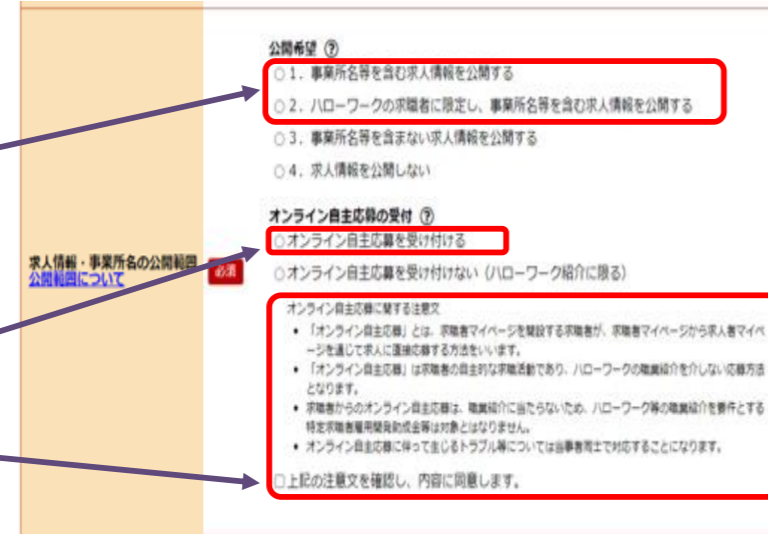 公開希望 ?
○1. 事業所名等を含む求人情報を公開する
○2. ハローワークの求職者に限定し、事業所名等を含む求人情報を公開する
○3. 事業所名等を含まない求人情報を公開する
○4. 求人情報を公開しない
オンライン自主応募の受付 ?
○オンライン自主応募を受け付ける
求人情報・事業所名の公開範囲
公開範囲について
必須
○オンライン自主応募を受け付けない(ハローワーク紹介に限る)
オンライン自主応募に関する注意文
• 「オンライン自主応募」とは、求職者マイページを開設する求職者が、求職者マイページから求人者マイペ
ージを通じて求人に直接応募する方法をいいます。
• 「オンライン自主応募」は求職者の自主的な求職活動であり、ハローワークの職業紹介を介しない応募方法
となります。
• 求職者からのオンライン自主応募は、職業紹介に当たらないため、ハローワーク等の職業紹介を要件とする
特定求職者雇用開発助成金等は対象とはなりません。
• オンライン自主応募に伴って生じるトラブル等については当事者同士で対応することになります。
□上記の注意文を確認し、内容に同意します。